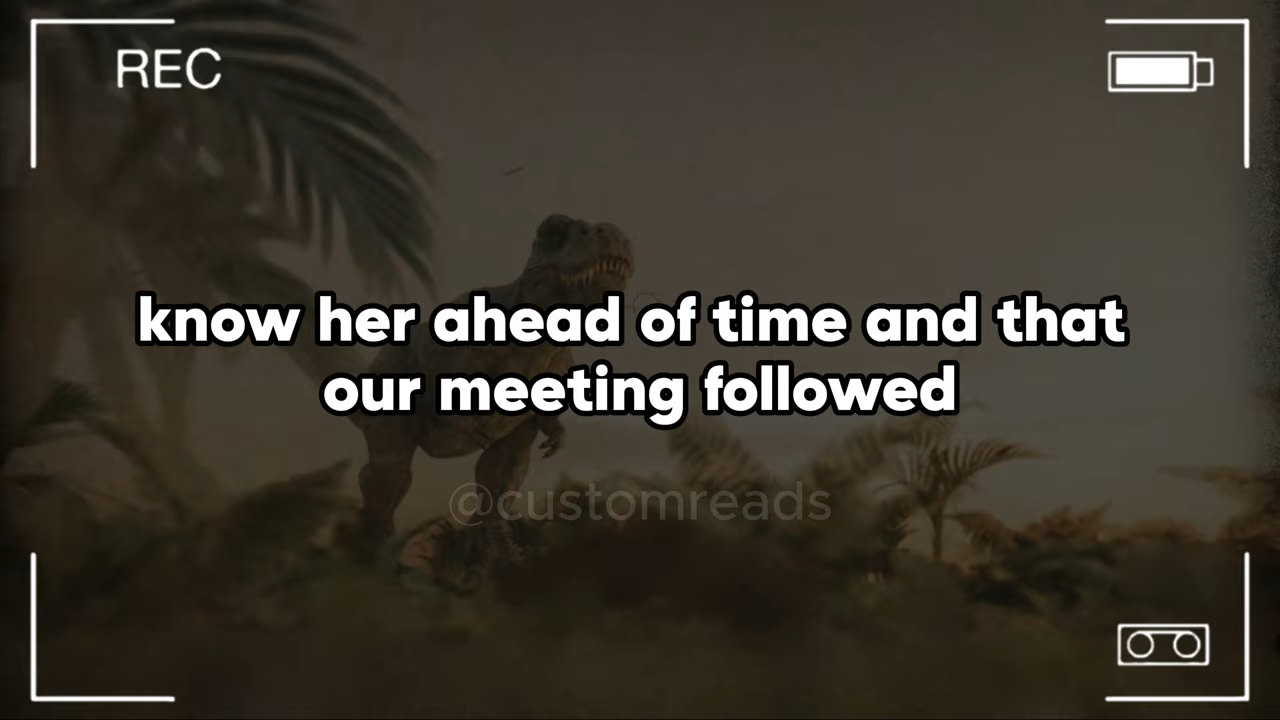 REC
know her ahead of time and that
our meeting followed
@customreads